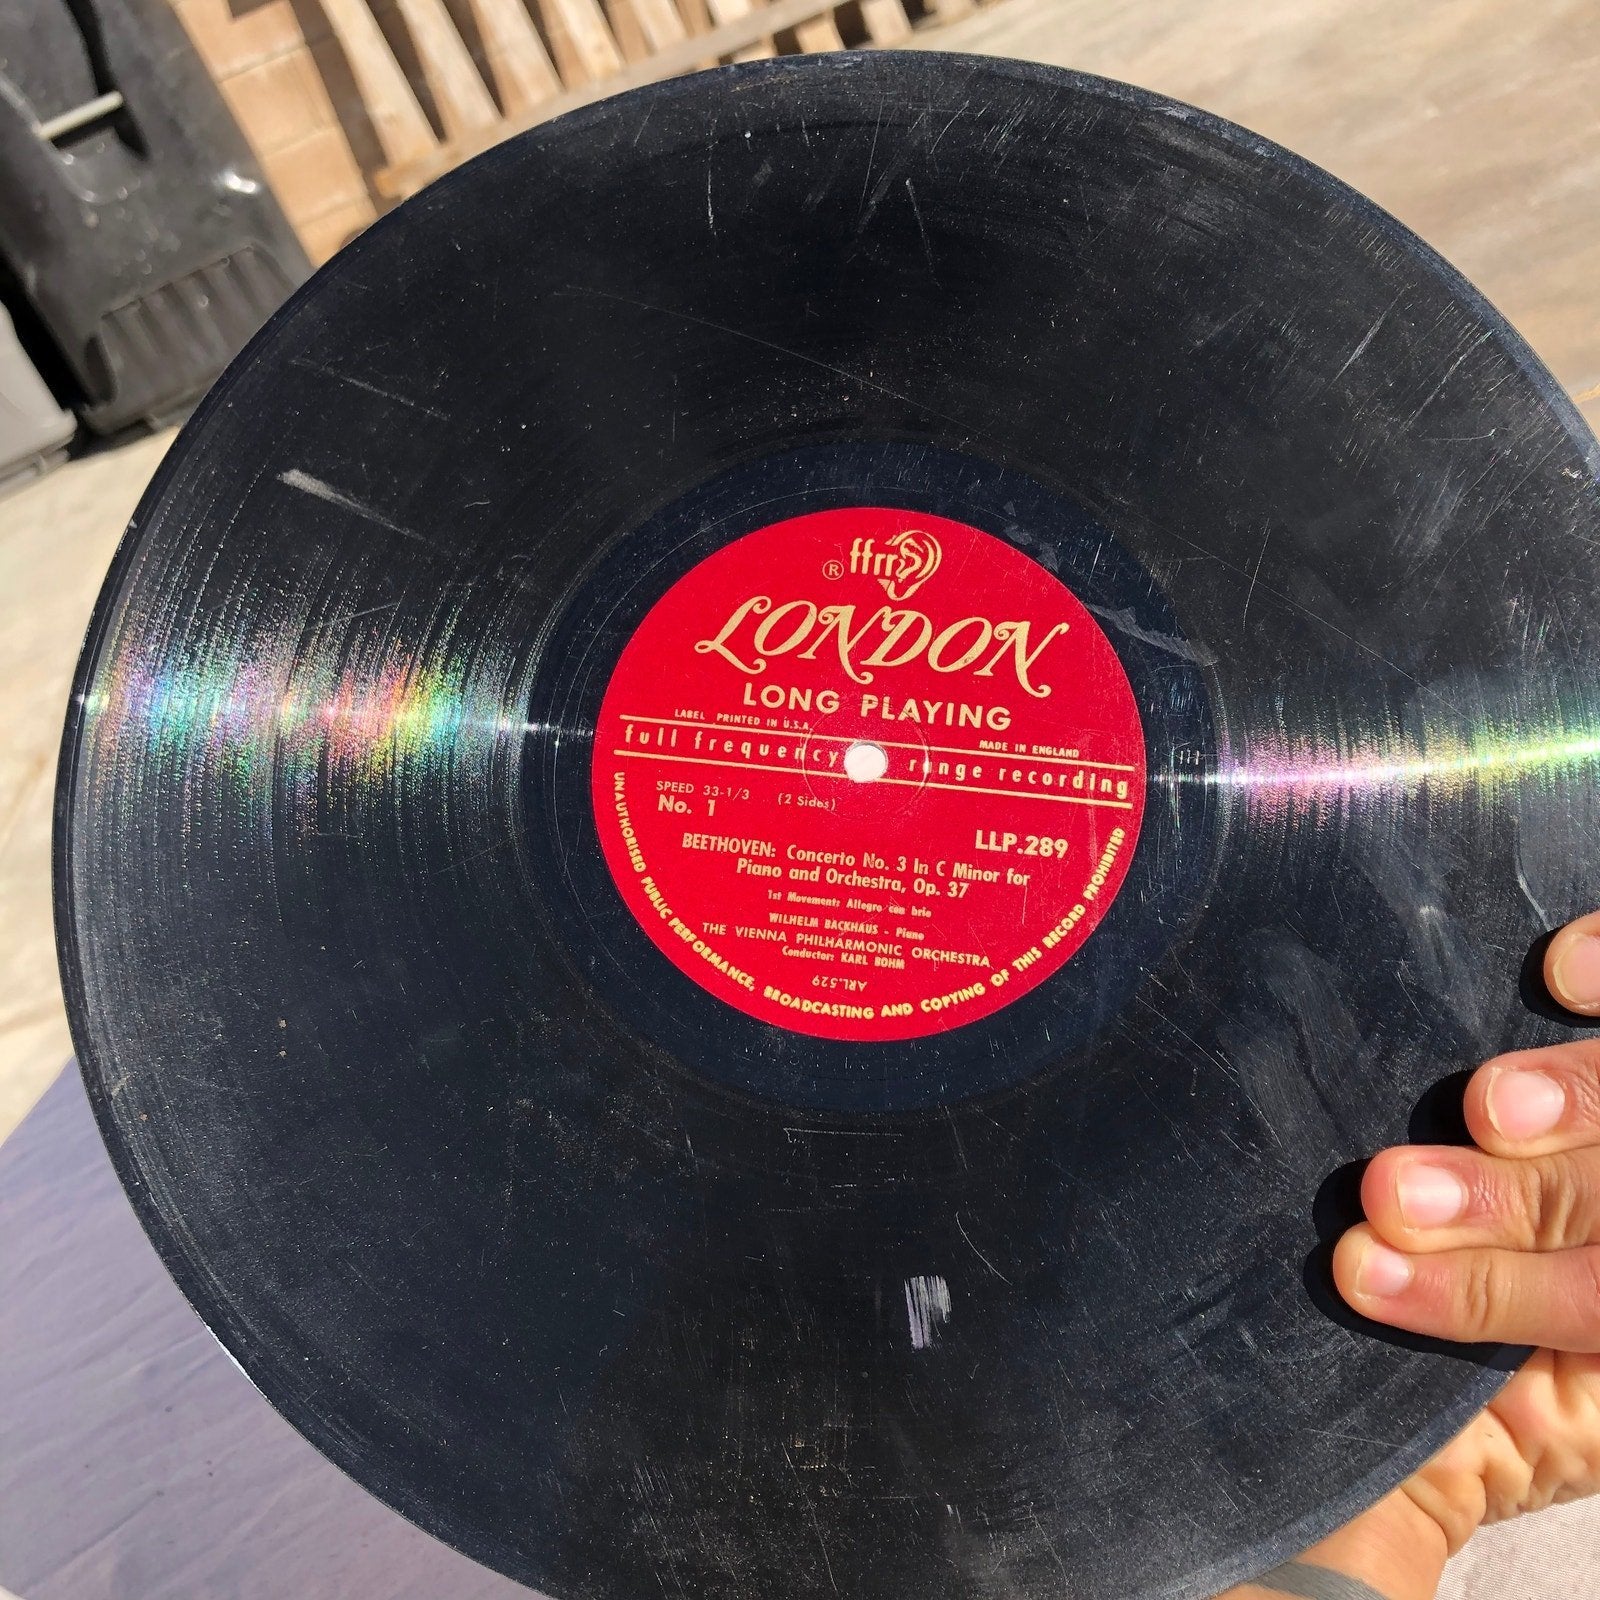 ® ffrr
LONDON
LONG PLAYING
LABEL PRINTED IN U.S.A.
MADE IN ENGLAND
full frequency range recording
SPEED 33-1/3 (2 Sides)
No. 1
LLP.289
BEETHOVEN: Concerto No. 3 In C Minor for
Piano and Orchestra, Op. 37
1st Movement: Allegro con brio
WILHELM BACKHAUS - Piano
THE VIENNA PHILHARMONIC ORCHESTRA
Conductor: KARL BOHM
ARL.529
UNAUTHORISED PUBLIC PERFORMANCE, BROADCASTING AND COPYING OF THIS RECORD PROHIBITED